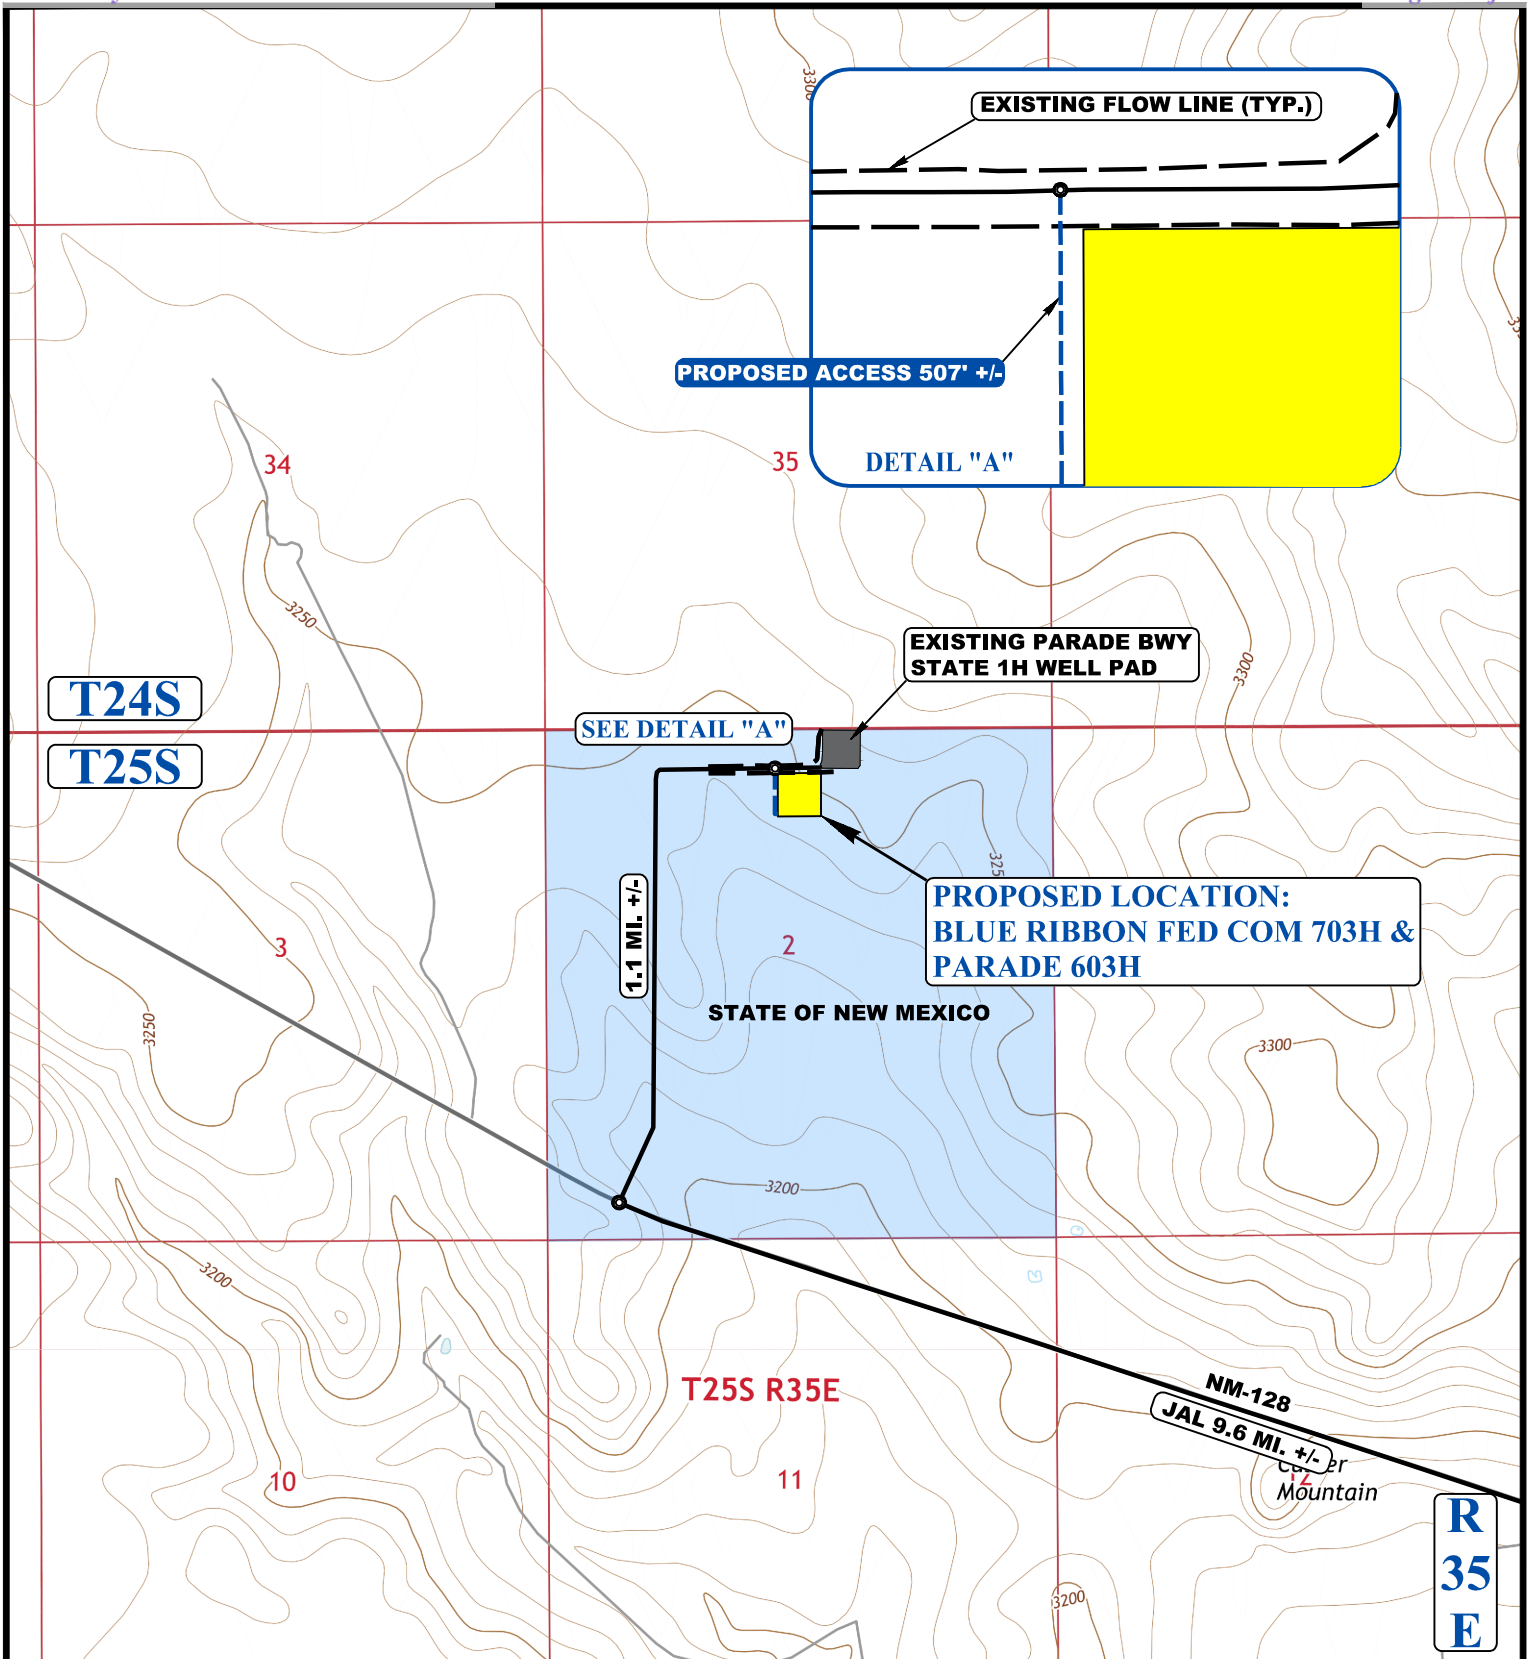 3300
EXISTING FLOW LINE (TYP.)
PROPOSED ACCESS 507' +/-
DETAIL "A"
34
35
3250
EXISTING PARADE BWY
STATE 1H WELL PAD
3300
T24S
SEE DETAIL "A"
T25S
325
PROPOSED LOCATION:
BLUE RIBBON FED COM 703H &
PARADE 603H
1.1 MI. +/-
3
2
STATE OF NEW MEXICO
3250
3300
3200
3200
T25S R35E
NM-128
JAL 9.6 MI. +/-
10
11
12
Mountain
3200
R
35
E